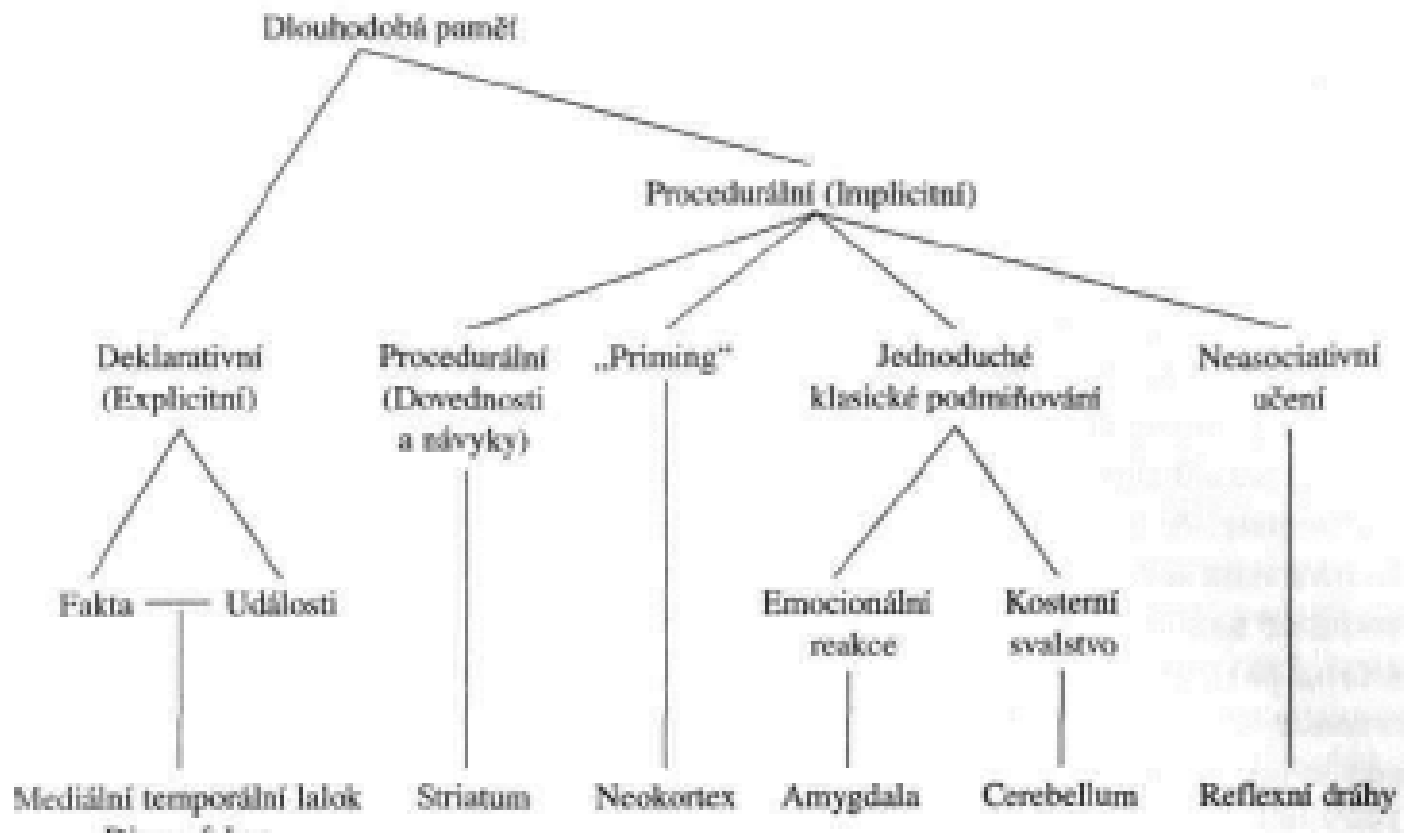 Dlouhodobá paměť
Procedurální (Implicitní)
Deklarativní
(Explicitní)
Procedurální
(Dovednosti
a návyky)
„Priming“
Jednoduché
klasické podmiňování
Neasociativní
učení
Fakta
Události
Emocionální
reakce
Kosterní
svalstvo
Mediální temporální lalok
Striatum
Neokortex
Amygdala
Cerebellum
Reflexní dráhy